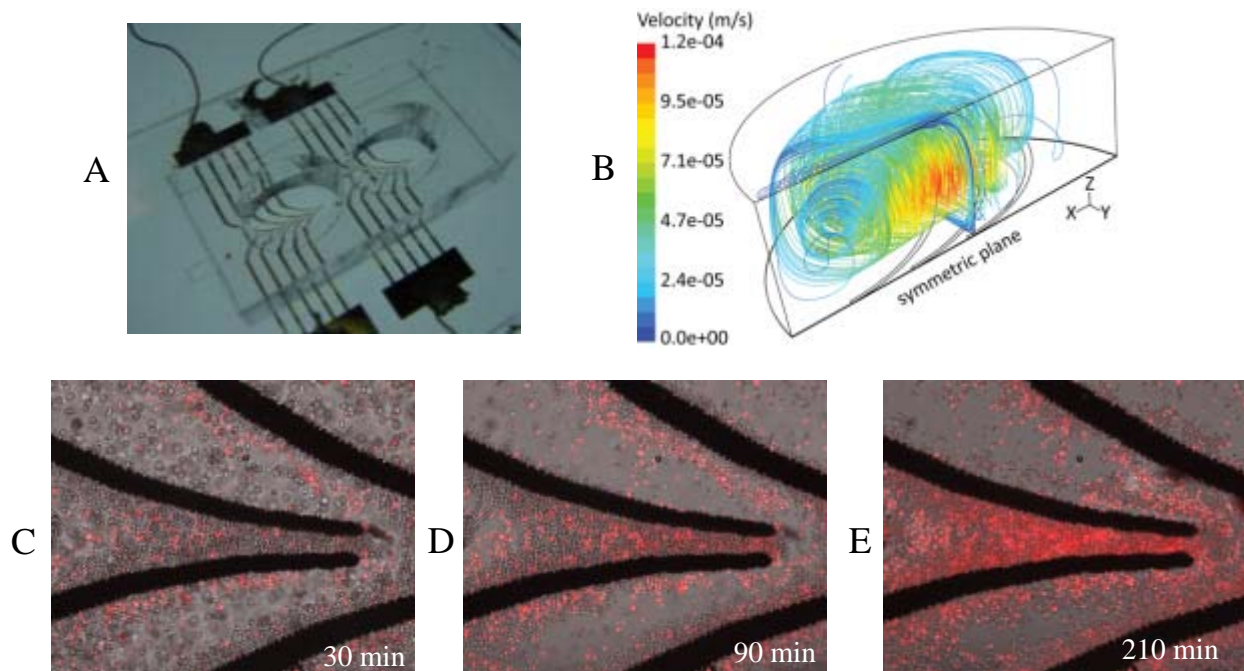 A
B
Velocity (m/s)
1.2e-04
9.5e-05
7.1e-05
4.7e-05
2.4e-05
0.0e+00
Z
X
Y
symmetric plane
C
30 min
D
90 min
E
210 min